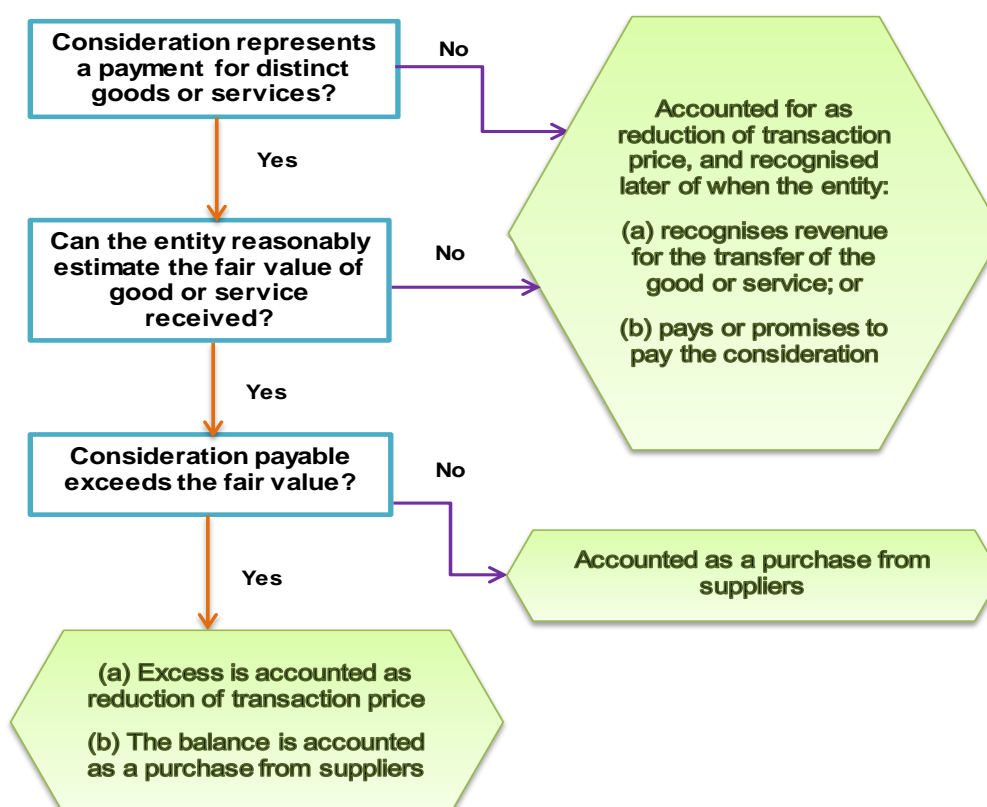 Consideration represents
a payment for distinct
goods or services?
No
Yes
Accounted for as
reduction of transaction
price, and recognised
later of when the entity:
(a) recognises revenue
for the transfer of the
good or service; or
(b) pays or promises to
pay the consideration
Can the entity reasonably
estimate the fair value of
good or service
received?
No
Yes
Consideration payable
exceeds the fair value?
No
Yes
Accounted as a purchase from
suppliers
(a) Excess is accounted as
reduction of transaction price
(b) The balance is accounted
as a purchase from suppliers